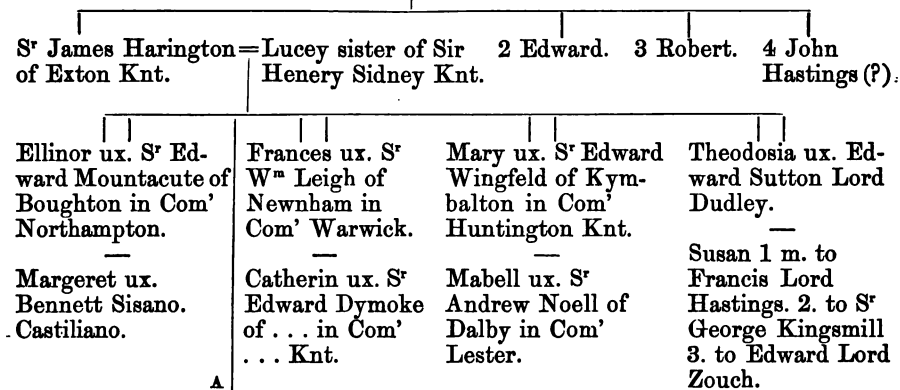 Sʳ James Harington=Lucey sister of Sir
of Exton Knt.
Henery Sidney Knt.
2 Edward.
3 Robert.
4 John
Hastings (?).
Ellinor ux. Sʳ Ed-
ward Mountacute of
Boughton in Com'
Northampton.
—
Margeret ux.
Bennett Sisano.
Castiliano.
Frances ux. Sʳ
Wᵐ Leigh of
Newnham in
Com' Warwick.
—
Catherin ux. Sʳ
Edward Dymoke
of . . . in Com'
. . . Knt.
Mary ux. Sʳ Edward
Wingfeld of Kym-
balton in Com'
Huntington Knt.
—
Mabell ux. Sʳ
Andrew Noell of
Dalby in Com'
Lester.
Theodosia ux. Ed-
ward Sutton Lord
Dudley.
—
Susan 1 m. to
Francis Lord
Hastings. 2. to Sʳ
George Kingsmill
3. to Edward Lord
Zouch.
A